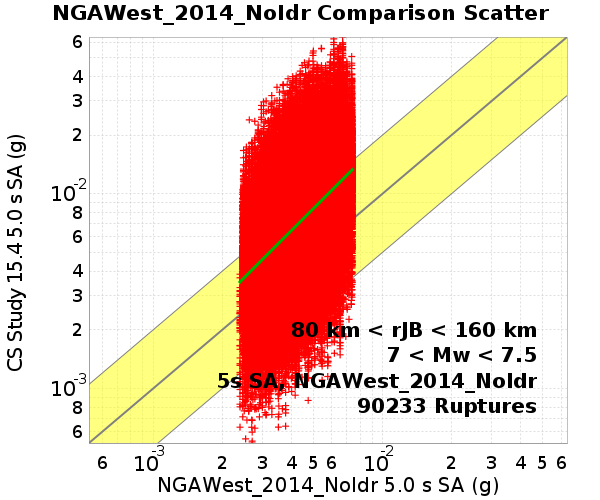 NGAWest_2014_NoIdr Comparison Scatter
CS Study 15.4 5.0 s SA (g)
6
4
3
2
10⁻²
8
6
4
3
2
10⁻³
8
6
80 km < rJB < 160 km
7 < Mw < 7.5
5s SA, NGAWest_2014_NoIdr
90233 Ruptures
6 10⁻³ 2 3 4 5 6 10⁻² 2 3 4 5 6
NGAWest_2014_NoIdr 5.0 s SA (g)